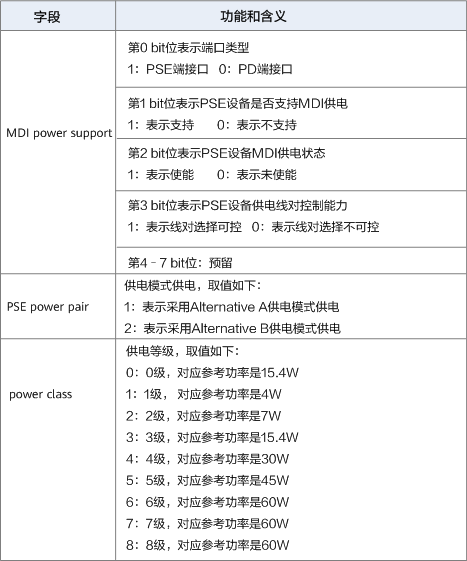 字段 功能和含义
MDI power support
第0 bit位表示端口类型
1：PSE端接口 0：PD端接口
第1 bit位表示PSE设备是否支持MDI供电
1：表示支持 0：表示不支持
第2 bit位表示PSE设备MDI供电状态
1：表示使能 0：表示未使能
第3 bit位表示PSE设备供电线对控制能力
1：表示线对选择可控 0：表示线对选择不可控
第4 - 7 bit位：预留
PSE power pair
供电模式供电，取值如下：
1：表示采用Alternative A供电模式供电
2：表示采用Alternative B供电模式供电
power class
供电等级，取值如下：
0：0级，对应参考功率是15.4W
1：1级， 对应参考功率是4W
2：2级，对应参考功率是7W
3：3级，对应参考功率是15.4W
4：4级，对应参考功率是30W
5：5级，对应参考功率是45W
6：6级，对应参考功率是60W
7：7级，对应参考功率是60W
8：8级，对应参考功率是60W